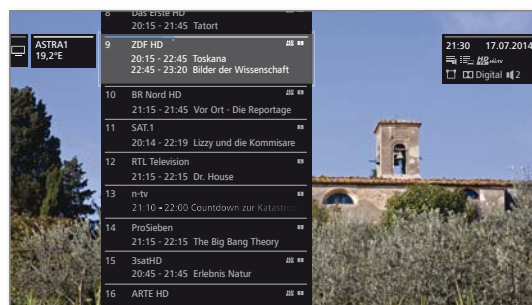 8 Das Erste HD
20:15 - 21:45 Tatort
ASTRA1
19,2°E
9 ZDF HD
20:15 - 22:45 Toskana
22:45 - 23:20 Bilder der Wissenschaft
21:30 17.07.2014
Digital 2
10 BR Nord HD
21:15 - 21:45 Vor Ort - Die Reportage
11 SAT.1
20:14 - 22:19 Lizzy und die Kommisare
12 RTL Television
21:15 - 22:15 Dr. House
13 n-tv
21:10 - 22:00 Countdown zur Katastro
14 ProSieben
21:15 - 22:15 The Big Bang Theory
15 3satHD
20:45 - 21:45 Erlebnis Natur
16 ARTE HD